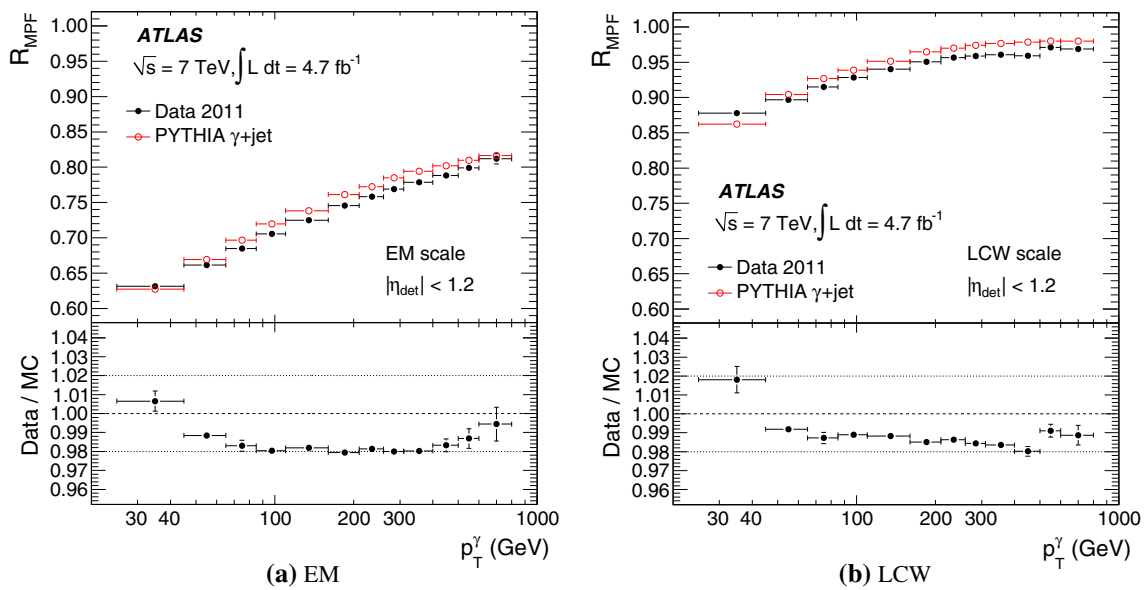 R_MPF
1.00
0.95
0.90
0.85
0.80
0.75
0.70
0.65
0.60
ATLAS
√s = 7 TeV, ∫L dt = 4.7 fb⁻¹
Data 2011
PYTHIA γ+jet
EM scale
|η_det| < 1.2
Data / MC
1.04
1.03
1.02
1.01
1.00
0.99
0.98
0.97
0.96
30 40 100 200 300 1000
p_T^γ (GeV)
(a) EM
R_MPF
1.00
0.95
0.90
0.85
0.80
0.75
0.70
0.65
0.60
ATLAS
√s = 7 TeV, ∫L dt = 4.7 fb⁻¹
Data 2011
PYTHIA γ+jet
LCW scale
|η_det| < 1.2
Data / MC
1.04
1.03
1.02
1.01
1.00
0.99
0.98
0.97
0.96
30 40 100 200 300 1000
p_T^γ (GeV)
(b) LCW